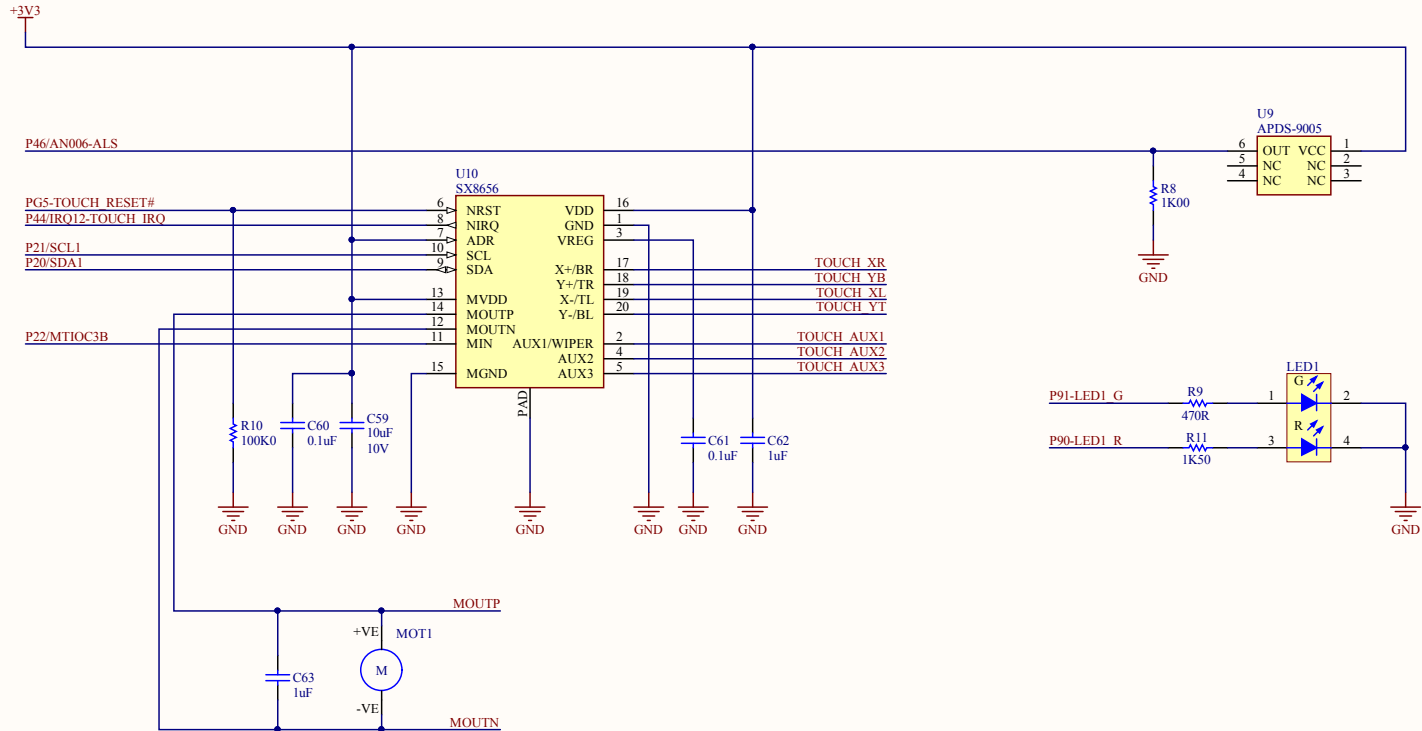 +3V3
P46/AN006-ALS
U9
APDS-9005
6 OUT VCC 1
5 NC NC 2
4 NC NC 3
R8
1K00
GND
U10
SX8656
PG5-TOUCH_RESET# 6 NRST VDD 16
P44/IRQ12-TOUCH_IRQ 8 NIRQ GND 1
7 ADR VREG 3
P21/SCL1 10 SCL
P20/SDA1 9 SDA X+/BR 17 TOUCH_XR
Y+/TR 18 TOUCH_YB
13 MVDD X-/TL 19 TOUCH_XL
14 MOUTP Y-/BL 20 TOUCH_YT
12 MOUTN
P22/MTIOC3B 11 MIN AUX1/WIPER 2 TOUCH_AUX1
AUX2 4 TOUCH_AUX2
15 MGND AUX3 5 TOUCH_AUX3
PAD
LED1
G
P91-LED1_G R9 1 2
470R
R
P90-LED1_R R11 3 4
1K50
R10
100K0
C60
0.1uF
C59
10uF
10V
C61
0.1uF
C62
1uF
GND GND GND GND GND GND GND GND GND
MOUTP
+VE MOT1
M
C63
1uF
-VE
MOUTN